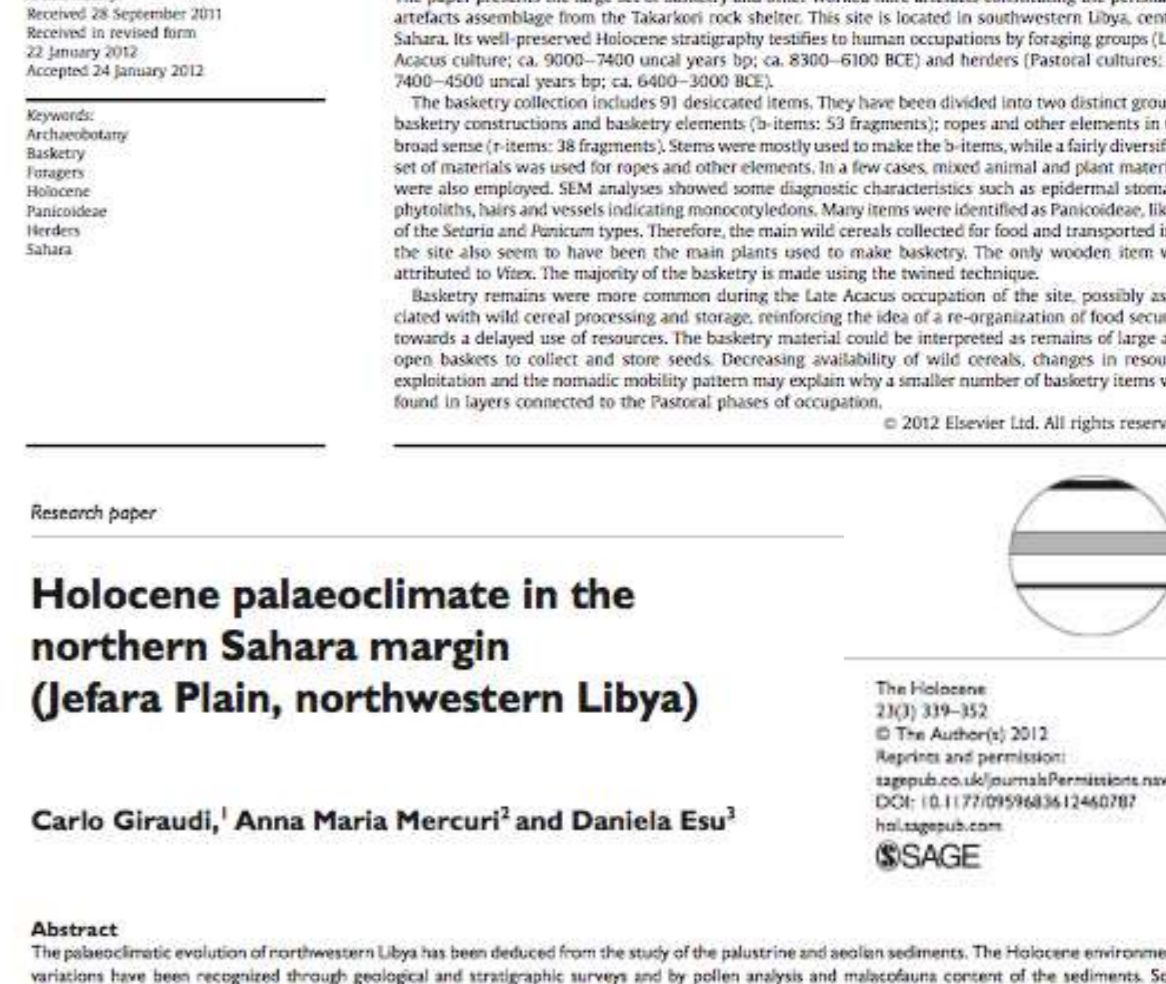 Received 28 September 2011
Received in revised form
22 January 2012
Accepted 24 January 2012
Keywords:
Archaeobotany
Basketry
Foragers
Holocene
Panicoideae
Herders
Sahara
artefacts assemblage from the Takarkori rock shelter. This site is located in southwestern Libya, cen
Sahara. Its well-preserved Holocene stratigraphy testifies to human occupations by foraging groups (L
Acacus culture; ca. 9000–7400 uncal years bp; ca. 8300–6100 BCE) and herders (Pastoral cultures:
7400–4500 uncal years bp; ca. 6400–3000 BCE).
The basketry collection includes 91 desiccated items. They have been divided into two distinct grou
basketry constructions and basketry elements (b-items: 53 fragments); ropes and other elements in
broad sense (r-items: 38 fragments). Stems were mostly used to make the b-items, while a fairly diversif
set of materials was used for ropes and other elements. In a few cases, mixed animal and plant mater
were also employed. SEM analyses showed some diagnostic characteristics such as epidermal stoma
phytoliths, hairs and vessels indicating monocotyledons. Many items were identified as Panicoideae, lik
of the Setaria and Panicum types. Therefore, the main wild cereals collected for food and transported i
the site also seem to have been the main plants used to make basketry. The only wooden item w
attributed to Vitex. The majority of the basketry is made using the twined technique.
Basketry remains were more common during the Late Acacus occupation of the site, possibly as
ciated with wild cereal processing and storage, reinforcing the idea of a re-organization of food secur
towards a delayed use of resources. The basketry material could be interpreted as remains of large a
open baskets to collect and store seeds. Decreasing availability of wild cereals, changes in resou
exploitation and the nomadic mobility pattern may explain why a smaller number of basketry items w
found in layers connected to the Pastoral phases of occupation.
© 2012 Elsevier Ltd. All rights reserv
Research paper
Holocene palaeoclimate in the
northern Sahara margin
(Jefara Plain, northwestern Libya)
The Holocene
23(3) 339–352
© The Author(s) 2012
Reprints and permission:
sagepub.co.uk/journalsPermissions.nav
DOI: 10.1177/0959683612460787
hol.sagepub.com
SAGE
Carlo Giraudi,1 Anna Maria Mercuri2 and Daniela Esu3
Abstract
The palaeoclimatic evolution of northwestern Libya has been deduced from the study of the palustrine and aeolian sediments. The Holocene environme
variations have been recognized through geological and stratigraphic surveys and by pollen analysis and malacofauna content of the sediments. So